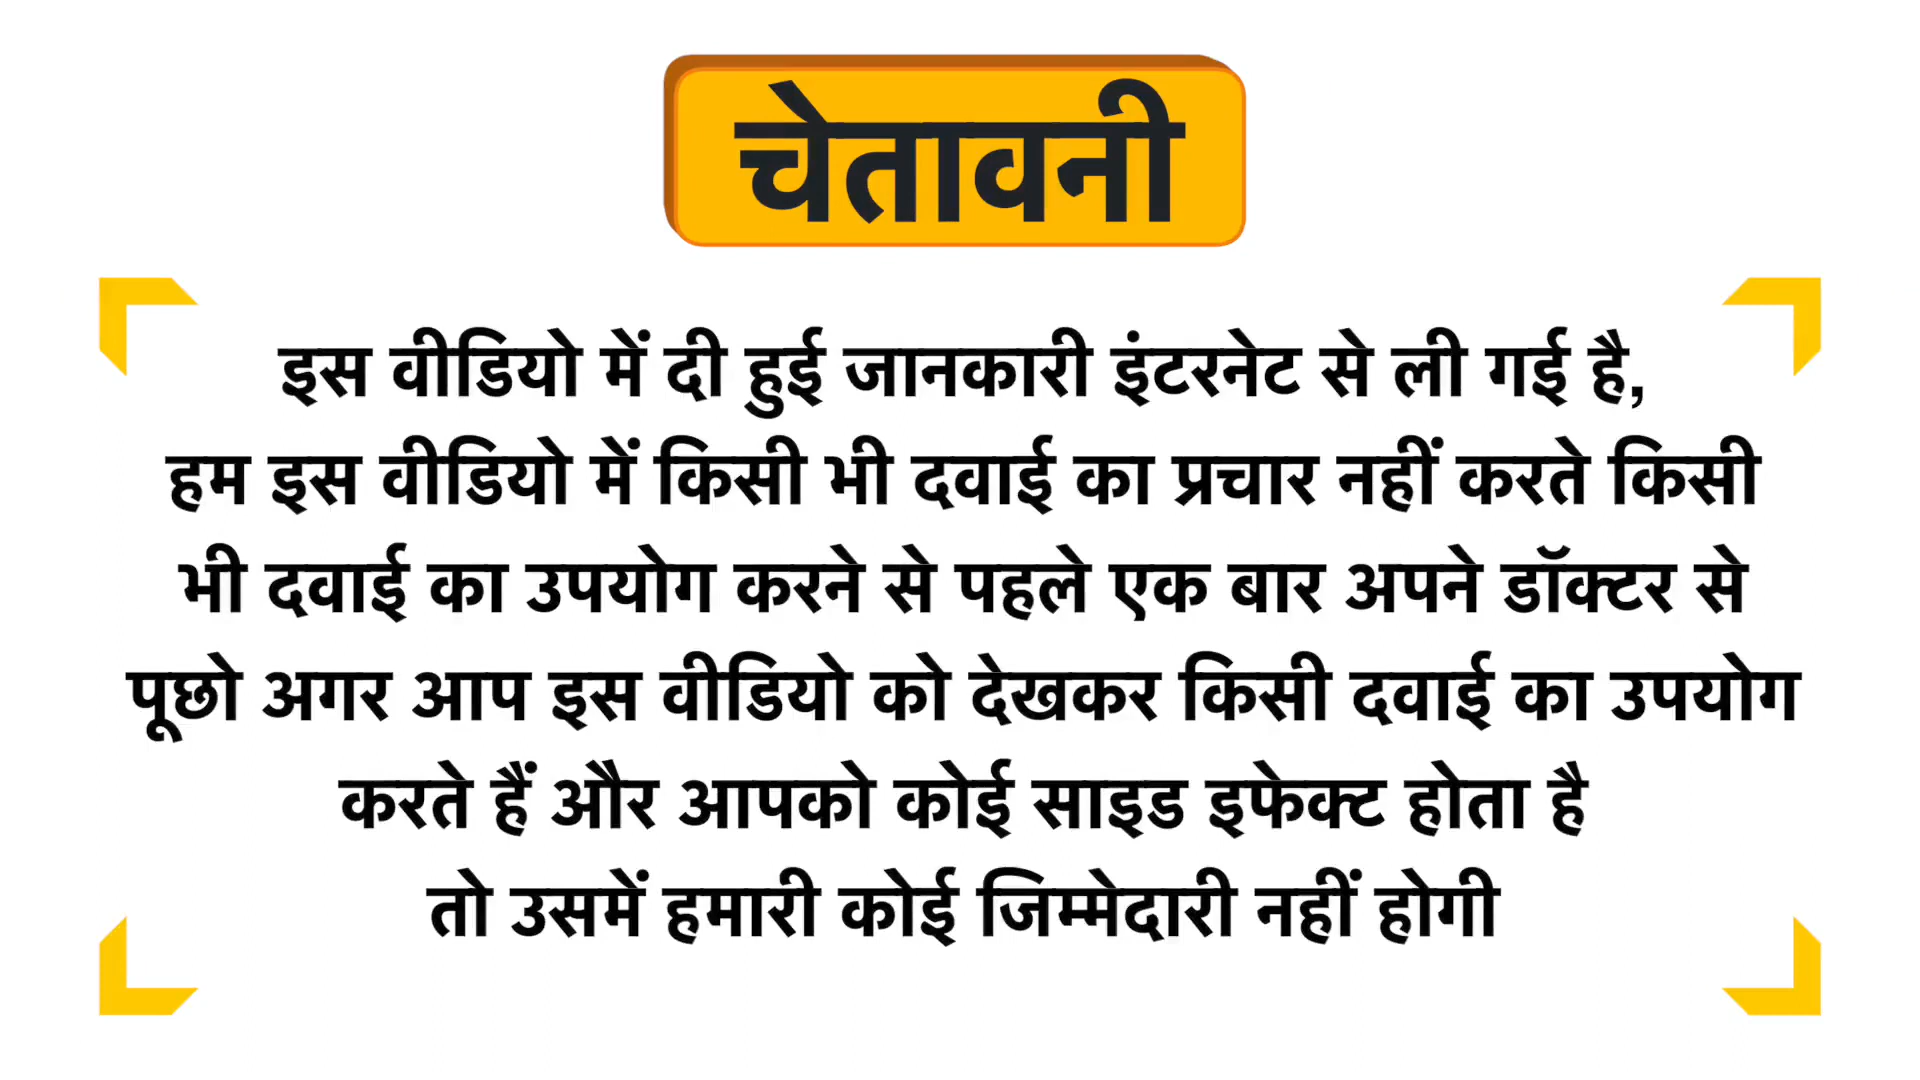 चेतावनी
इस वीडियो में दी हुई जानकारी इंटरनेट से ली गई है,
हम इस वीडियो में किसी भी दवाई का प्रचार नहीं करते किसी
भी दवाई का उपयोग करने से पहले एक बार अपने डॉक्टर से
पूछो अगर आप इस वीडियो को देखकर किसी दवाई का उपयोग
करते हैं और आपको कोई साइड इफेक्ट होता है
तो उसमें हमारी कोई जिम्मेदारी नहीं होगी